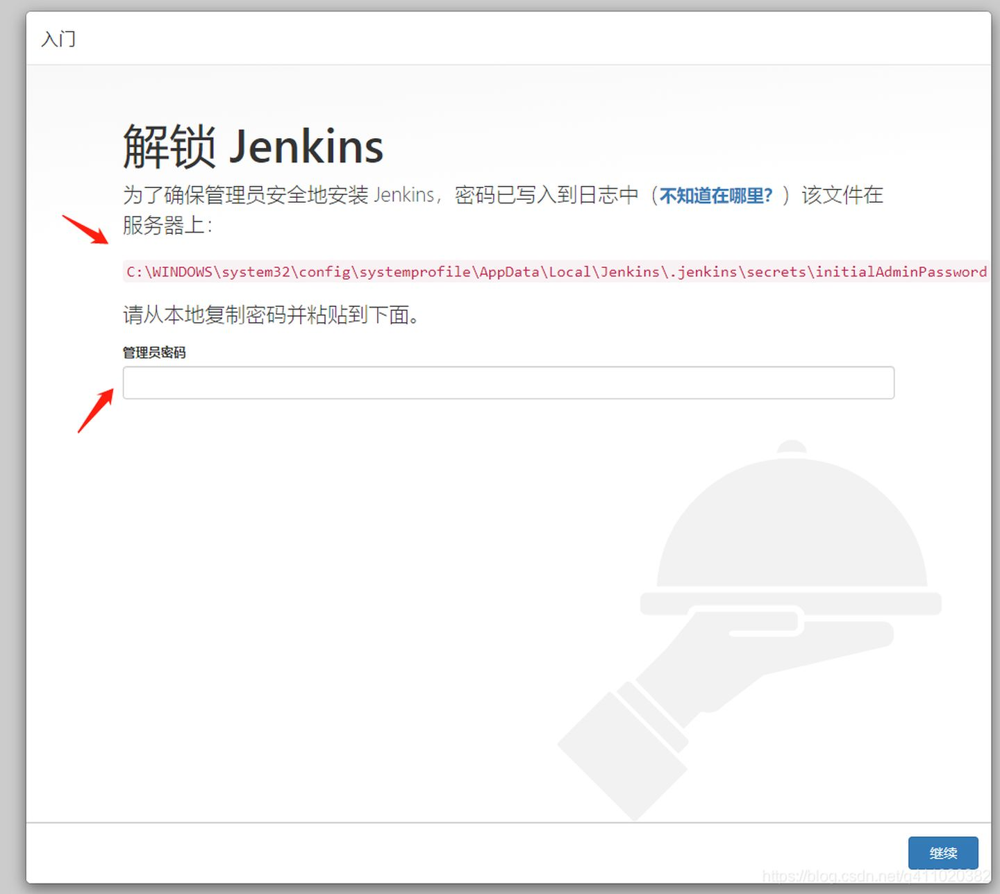 入门
解锁 Jenkins
为了确保管理员安全地安装 Jenkins，密码已写入到日志中（不知道在哪里？）该文件在
服务器上：
C:\WINDOWS\system32\config\systemprofile\AppData\Local\Jenkins\.jenkins\secrets\initialAdminPassword
请从本地复制密码并粘贴到下面。
管理员密码
继续
https://blog.csdn.net/q411020382